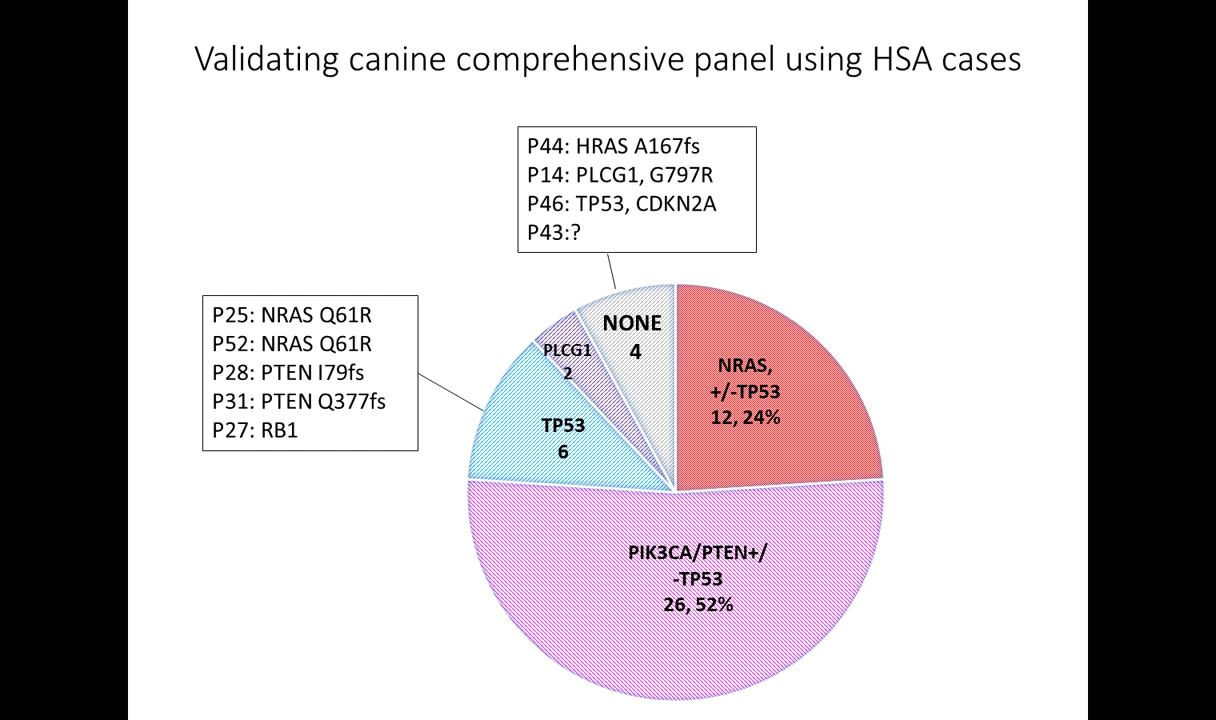 Validating canine comprehensive panel using HSA cases
P44: HRAS A167fs
P14: PLCG1, G797R
P46: TP53, CDKN2A
P43:?
P25: NRAS Q61R
P52: NRAS Q61R
P28: PTEN I79fs
P31: PTEN Q377fs
P27: RB1
NONE
4
PLCG1
2
NRAS,
+/-TP53
12, 24%
TP53
6
PIK3CA/PTEN+/
-TP53
26, 52%